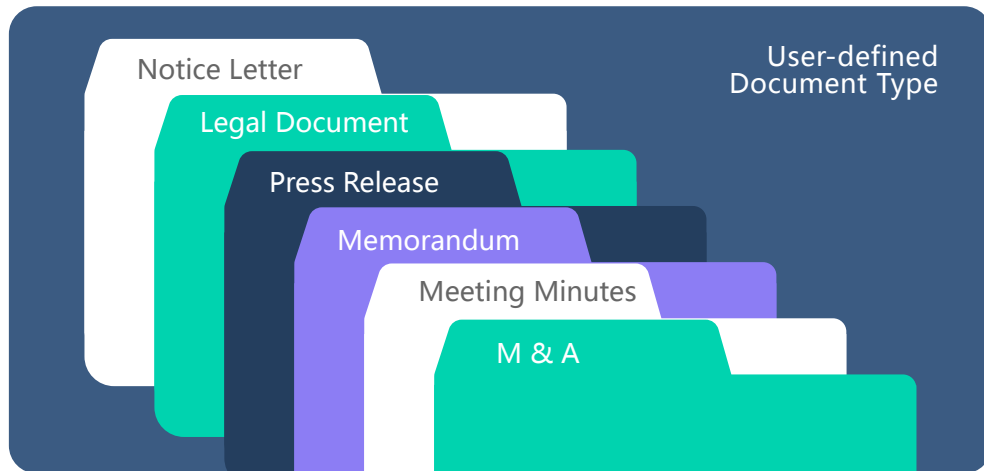 User-defined
Document Type
Notice Letter
Legal Document
Press Release
Memorandum
Meeting Minutes
M & A